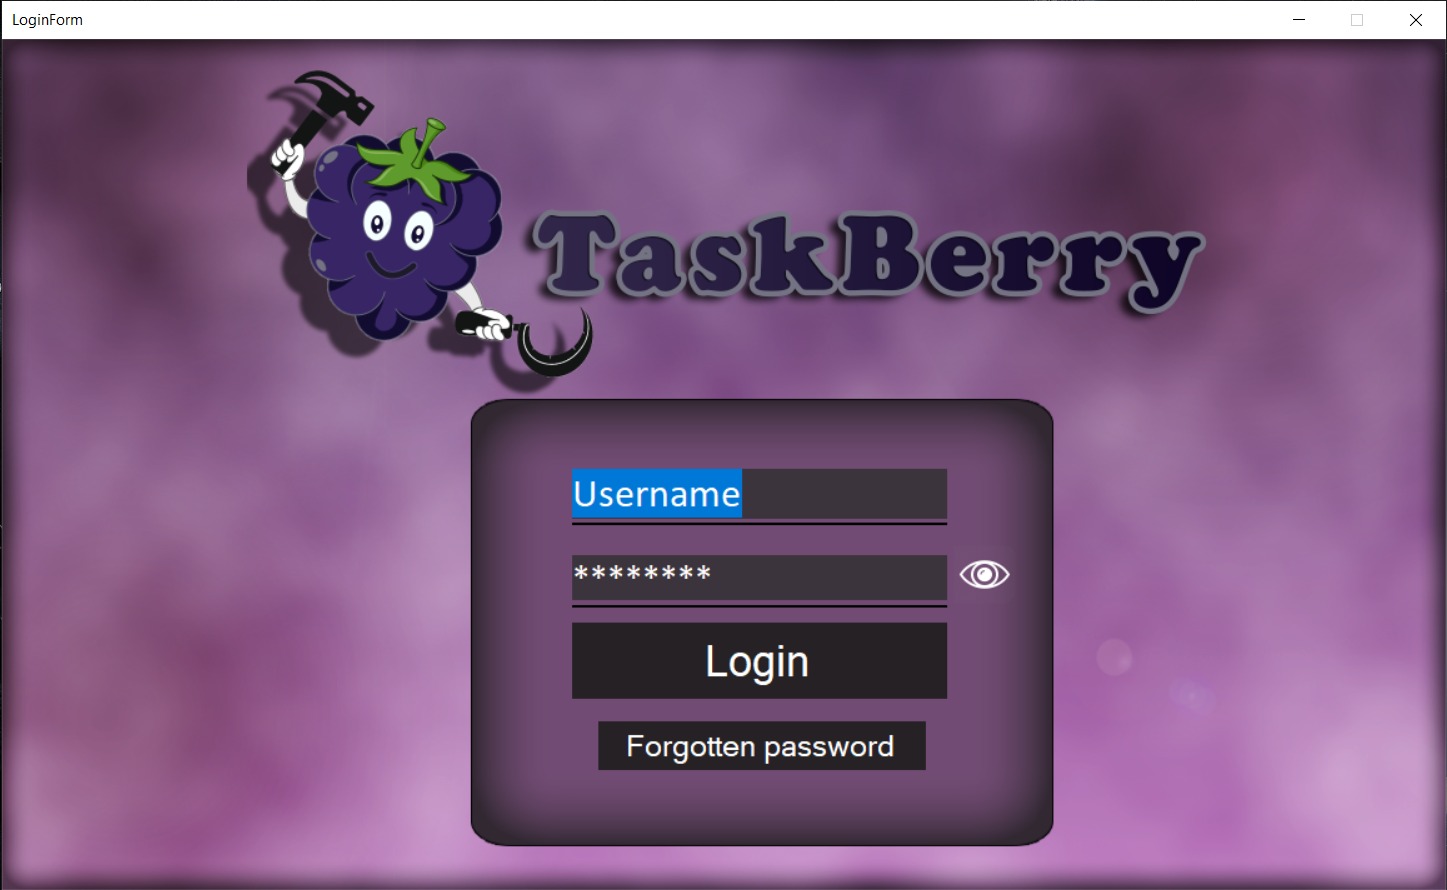 LoginForm
TaskBerry
Username
********
Login
Forgotten password